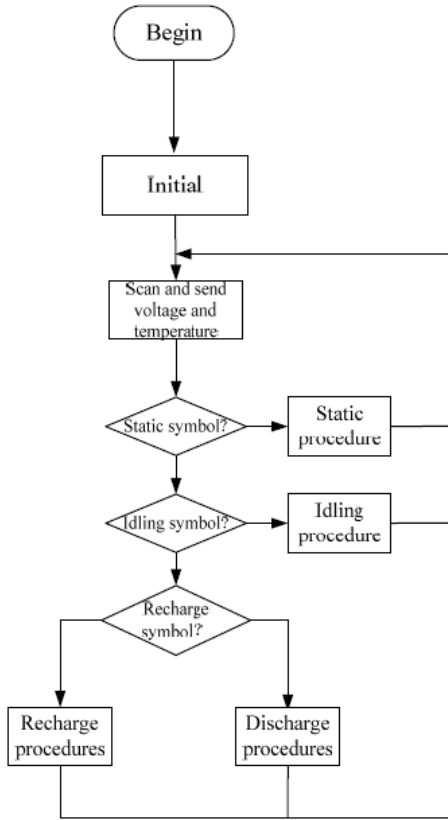 Begin
Initial
Scan and send
voltage and
temperature
Static symbol?
Static
procedure
Idling symbol?
Idling
procedure
Recharge
symbol?
Recharge
procedures
Discharge
procedures